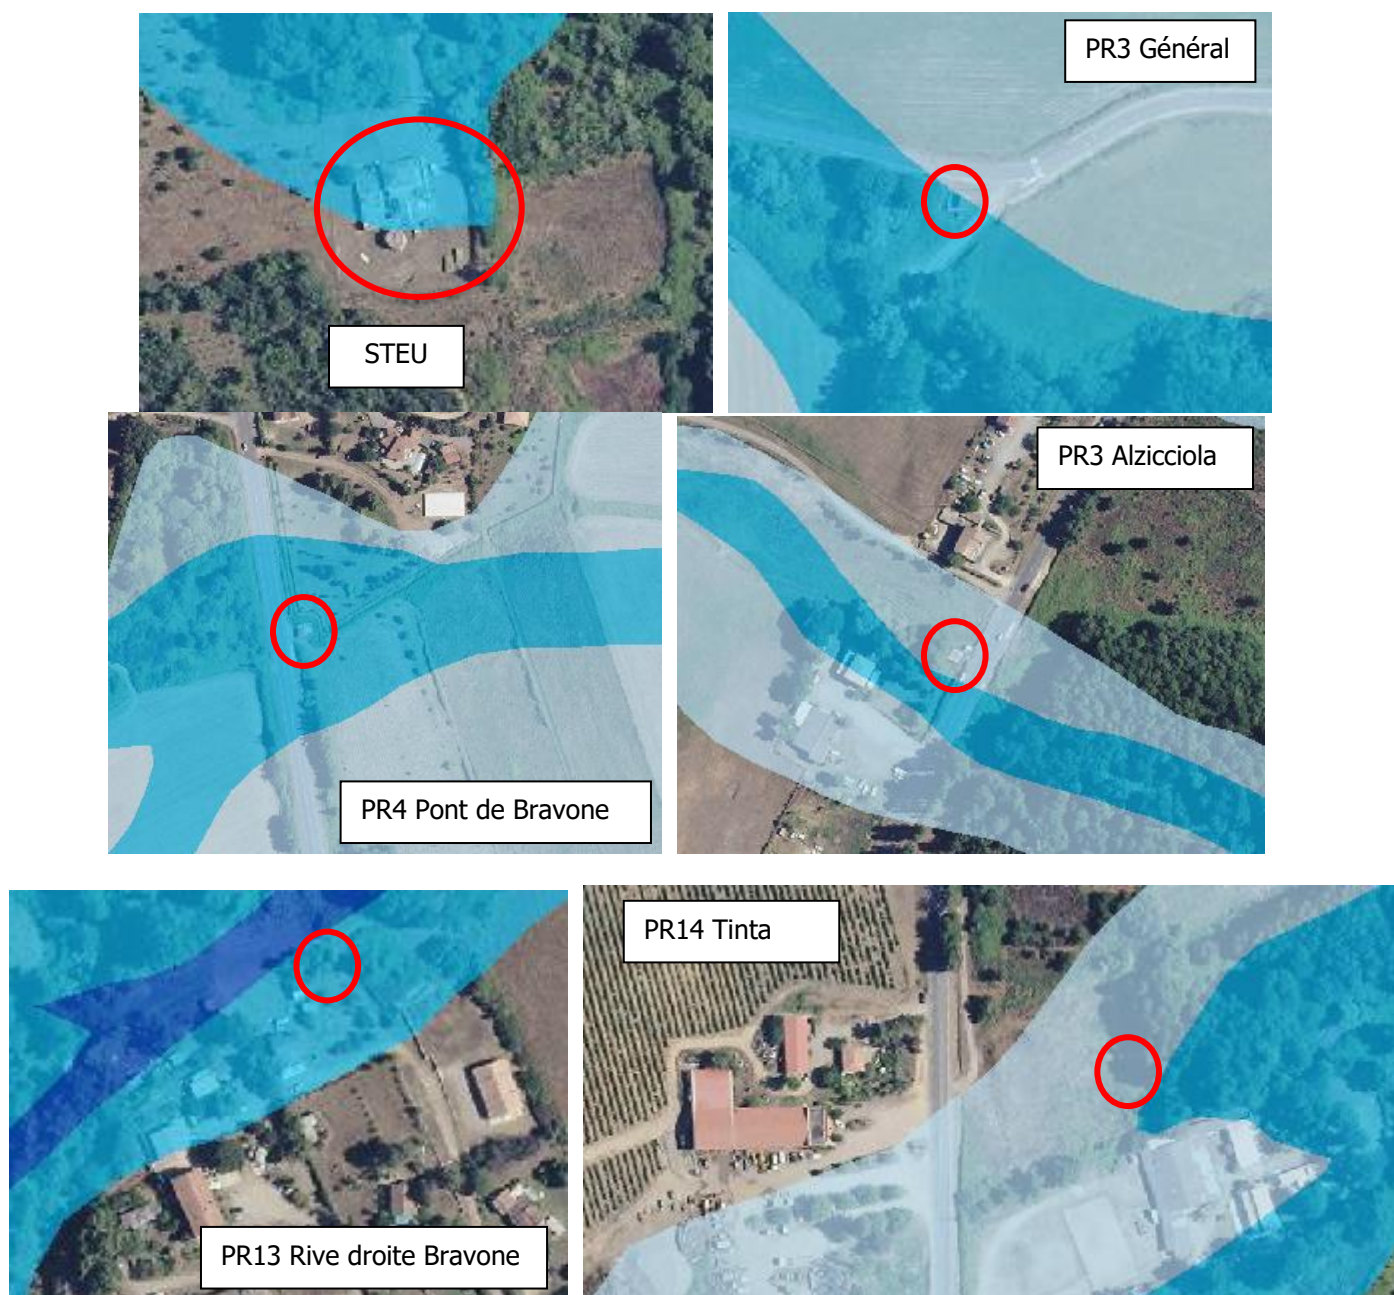 PR3 Général
STEU
PR3 Alzicciola
PR4 Pont de Bravone
PR14 Tinta
PR13 Rive droite Bravone